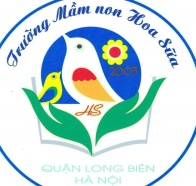 Trường Mầm non Hoa Sữa
2003
HS
QUẬN LONG BIÊN
HÀ NỘI